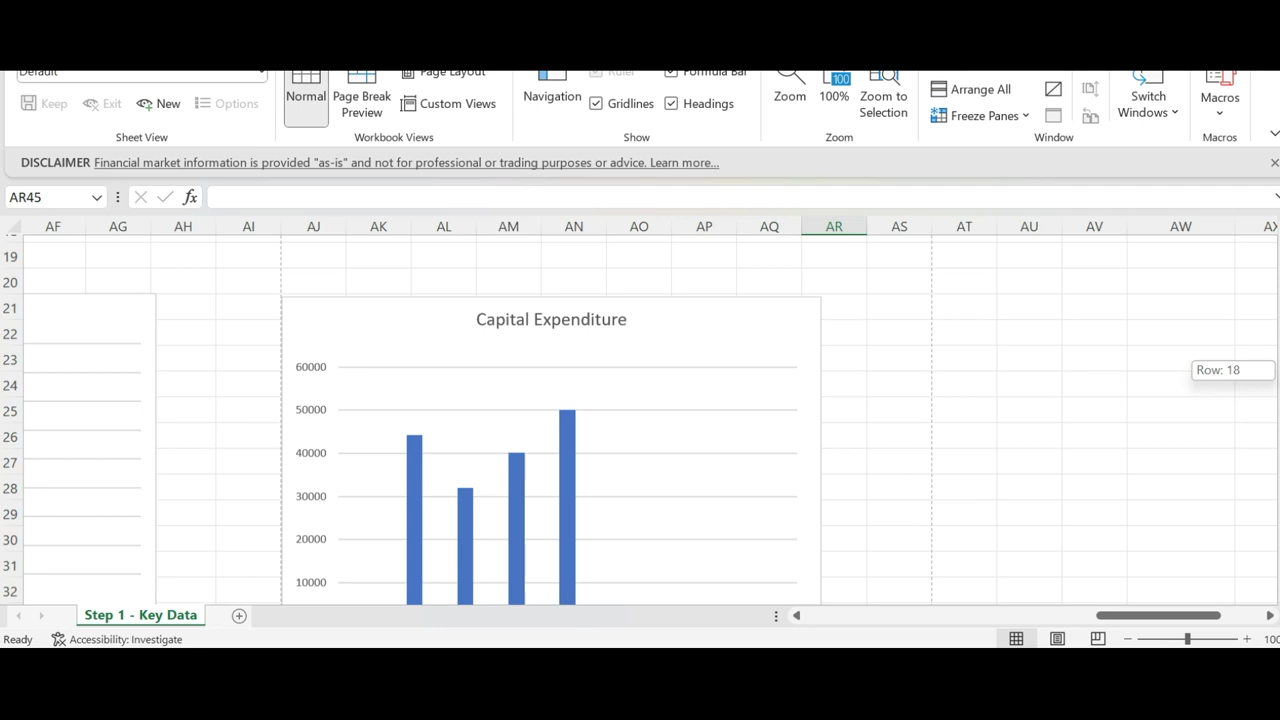 Default
Page Layout
Ruler
Formula Bar
Keep
Exit
New
Options
Normal
Page Break
Preview
Custom Views
Navigation
Gridlines
Headings
Zoom
100
100%
Zoom to
Selection
Arrange All
Freeze Panes
Switch
Windows
Macros
Sheet View
Workbook Views
Show
Zoom
Window
Macros
DISCLAIMER Financial market information is provided "as-is" and not for professional or trading purposes or advice. Learn more...
AR45
fx
AF AG AH AI AJ AK AL AM AN AO AP AQ AR AS AT AU AV AW AX
19
20
21
22
23
24
25
26
27
28
29
30
31
32
Capital Expenditure
60000
50000
40000
30000
20000
10000
Row: 18
Step 1 - Key Data
Ready
Accessibility: Investigate
100